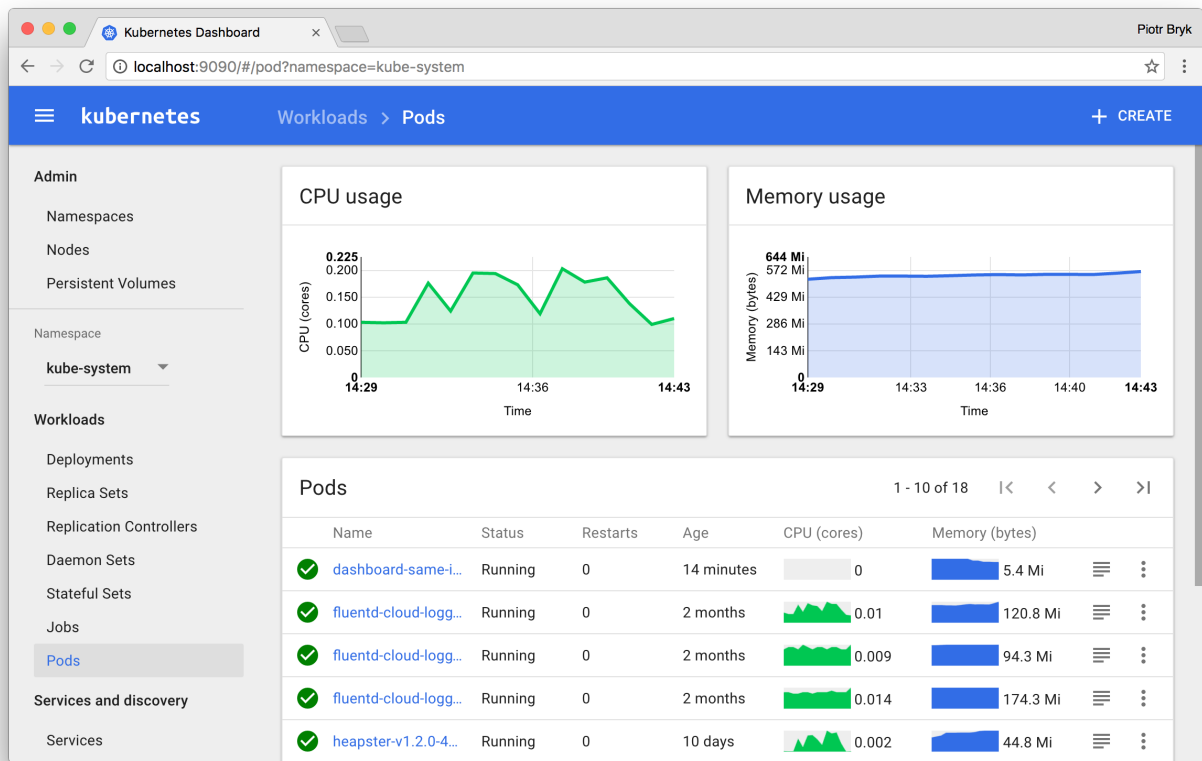 Kubernetes Dashboard
Piotr Bryk
localhost:9090/#/pod?namespace=kube-system
kubernetes
Workloads > Pods
+ CREATE
Admin
Namespaces
Nodes
Persistent Volumes
Namespace
kube-system
Workloads
Deployments
Replica Sets
Replication Controllers
Daemon Sets
Stateful Sets
Jobs
Pods
Services and discovery
Services
CPU usage
CPU (cores)
0.225
0.200
0.150
0.100
0.050
0
14:29 14:36 14:43
Time
Memory usage
Memory (bytes)
644 Mi
572 Mi
429 Mi
286 Mi
143 Mi
0
14:29 14:33 14:36 14:40 14:43
Time
Pods
1 - 10 of 18
Name Status Restarts Age CPU (cores) Memory (bytes)
dashboard-same-i... Running 0 14 minutes 0 5.4 Mi
fluentd-cloud-logg... Running 0 2 months 0.01 120.8 Mi
fluentd-cloud-logg... Running 0 2 months 0.009 94.3 Mi
fluentd-cloud-logg... Running 0 2 months 0.014 174.3 Mi
heapster-v1.2.0-4... Running 0 10 days 0.002 44.8 Mi